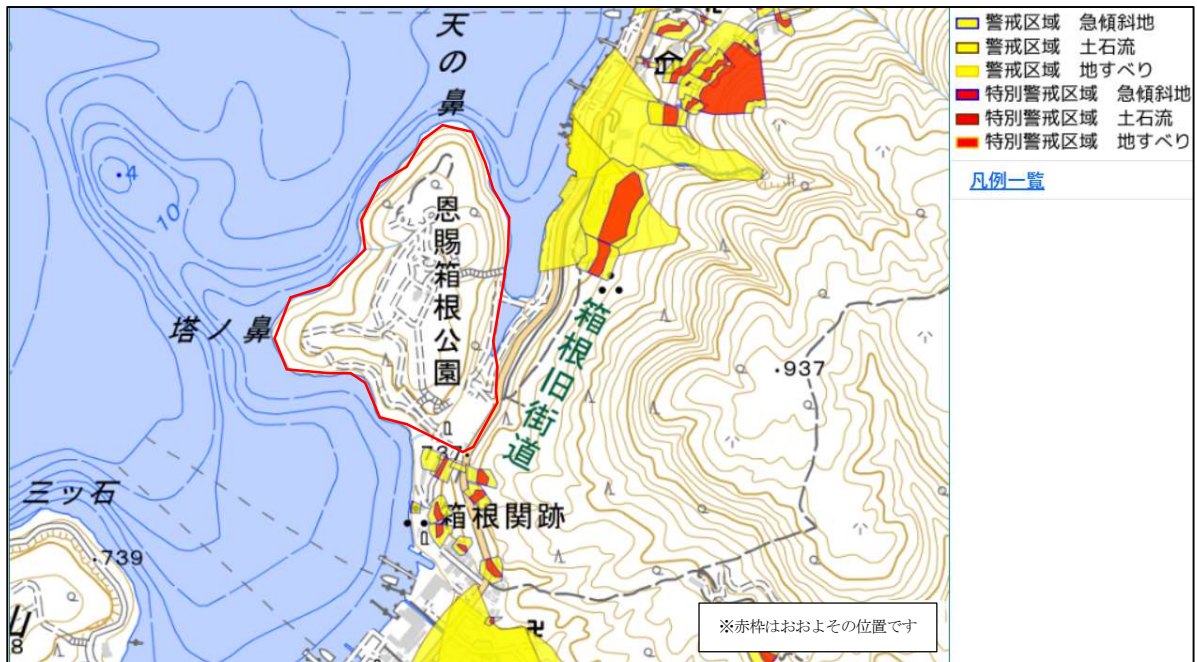 天の鼻
4
10
恩賜箱根公園
塔ノ鼻
箱根旧街道
937
737
三ッ石
箱根関跡
739
山
8
※赤枠はおおよその位置です
警戒区域　急傾斜地
警戒区域　土石流
警戒区域　地すべり
特別警戒区域　急傾斜地
特別警戒区域　土石流
特別警戒区域　地すべり
凡例一覧